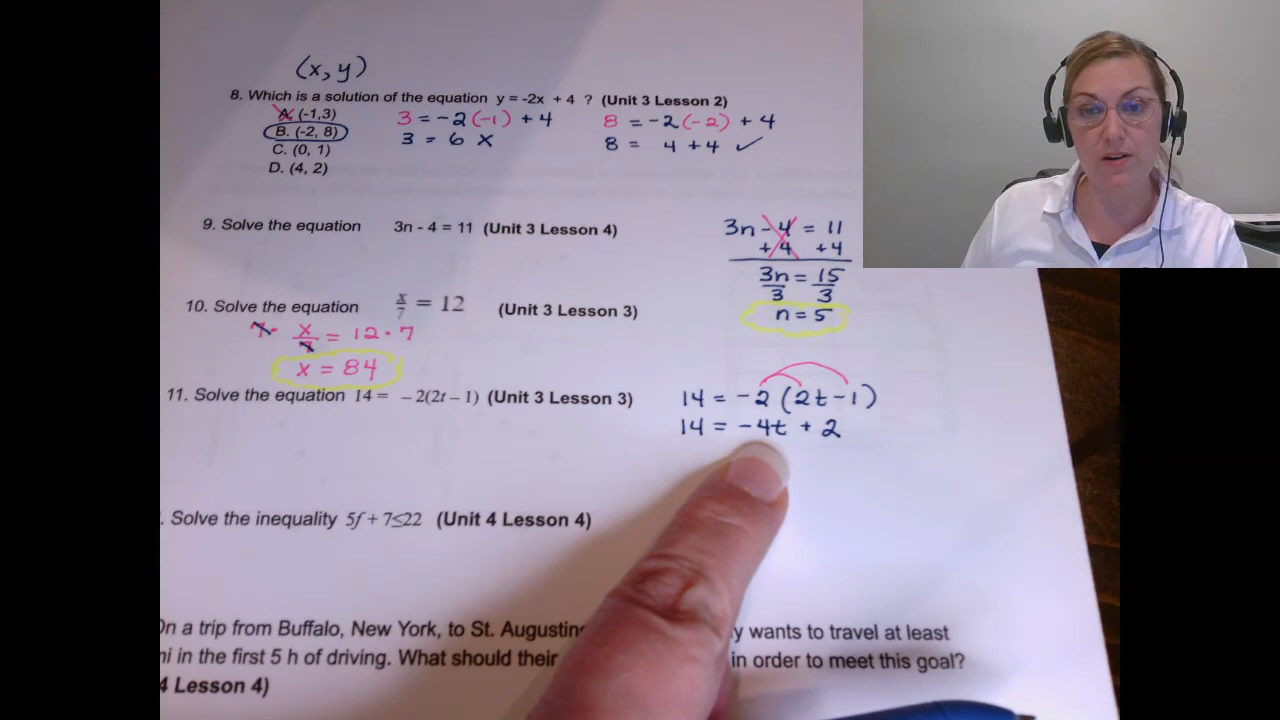 (x, y)
8. Which is a solution of the equation y = -2x + 4 ? (Unit 3 Lesson 2)
A. (-1,3) 3 = -2(-1) + 4 8 = -2(-2) + 4
B. (-2, 8) 3 = 6 X 8 = 4 + 4 ✓
C. (0, 1)
D. (4, 2)
9. Solve the equation 3n - 4 = 11 (Unit 3 Lesson 4)
3n - 4 = 11
+4 +4
3n = 15
3 3
n = 5
10. Solve the equation x/7 = 12 (Unit 3 Lesson 3)
7 · x/7 = 12 · 7
x = 84
11. Solve the equation 14 = - 2(2t - 1) (Unit 3 Lesson 3)
14 = -2 (2t - 1)
14 = -4t + 2
. Solve the inequality 5f + 7≤22 (Unit 4 Lesson 4)
On a trip from Buffalo, New York, to St. Augustin y wants to travel at least
mi in the first 5 h of driving. What should their in order to meet this goal?
4 Lesson 4)